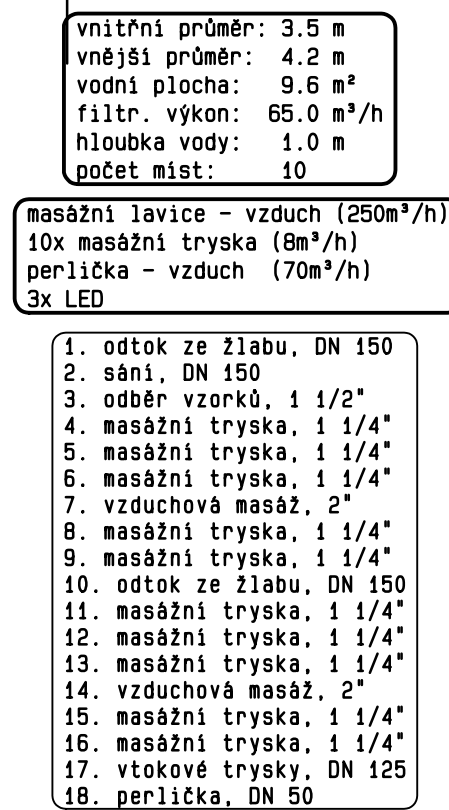 vnitřní průměr: 3.5 m
vnější průměr: 4.2 m
vodní plocha: 9.6 m²
filtr. výkon: 65.0 m³/h
hloubka vody: 1.0 m
počet míst: 10
masážní lavice - vzduch (250m³/h)
10x masážní tryska (8m³/h)
perlička - vzduch (70m³/h)
3x LED
1. odtok ze žlabu, DN 150
2. sání, DN 150
3. odběr vzorků, 1 1/2"
4. masážní tryska, 1 1/4"
5. masážní tryska, 1 1/4"
6. masážní tryska, 1 1/4"
7. vzduchová masáž, 2"
8. masážní tryska, 1 1/4"
9. masážní tryska, 1 1/4"
10. odtok ze žlabu, DN 150
11. masážní tryska, 1 1/4"
12. masážní tryska, 1 1/4"
13. masážní tryska, 1 1/4"
14. vzduchová masáž, 2"
15. masážní tryska, 1 1/4"
16. masážní tryska, 1 1/4"
17. vtokové trysky, DN 125
18. perlička, DN 50